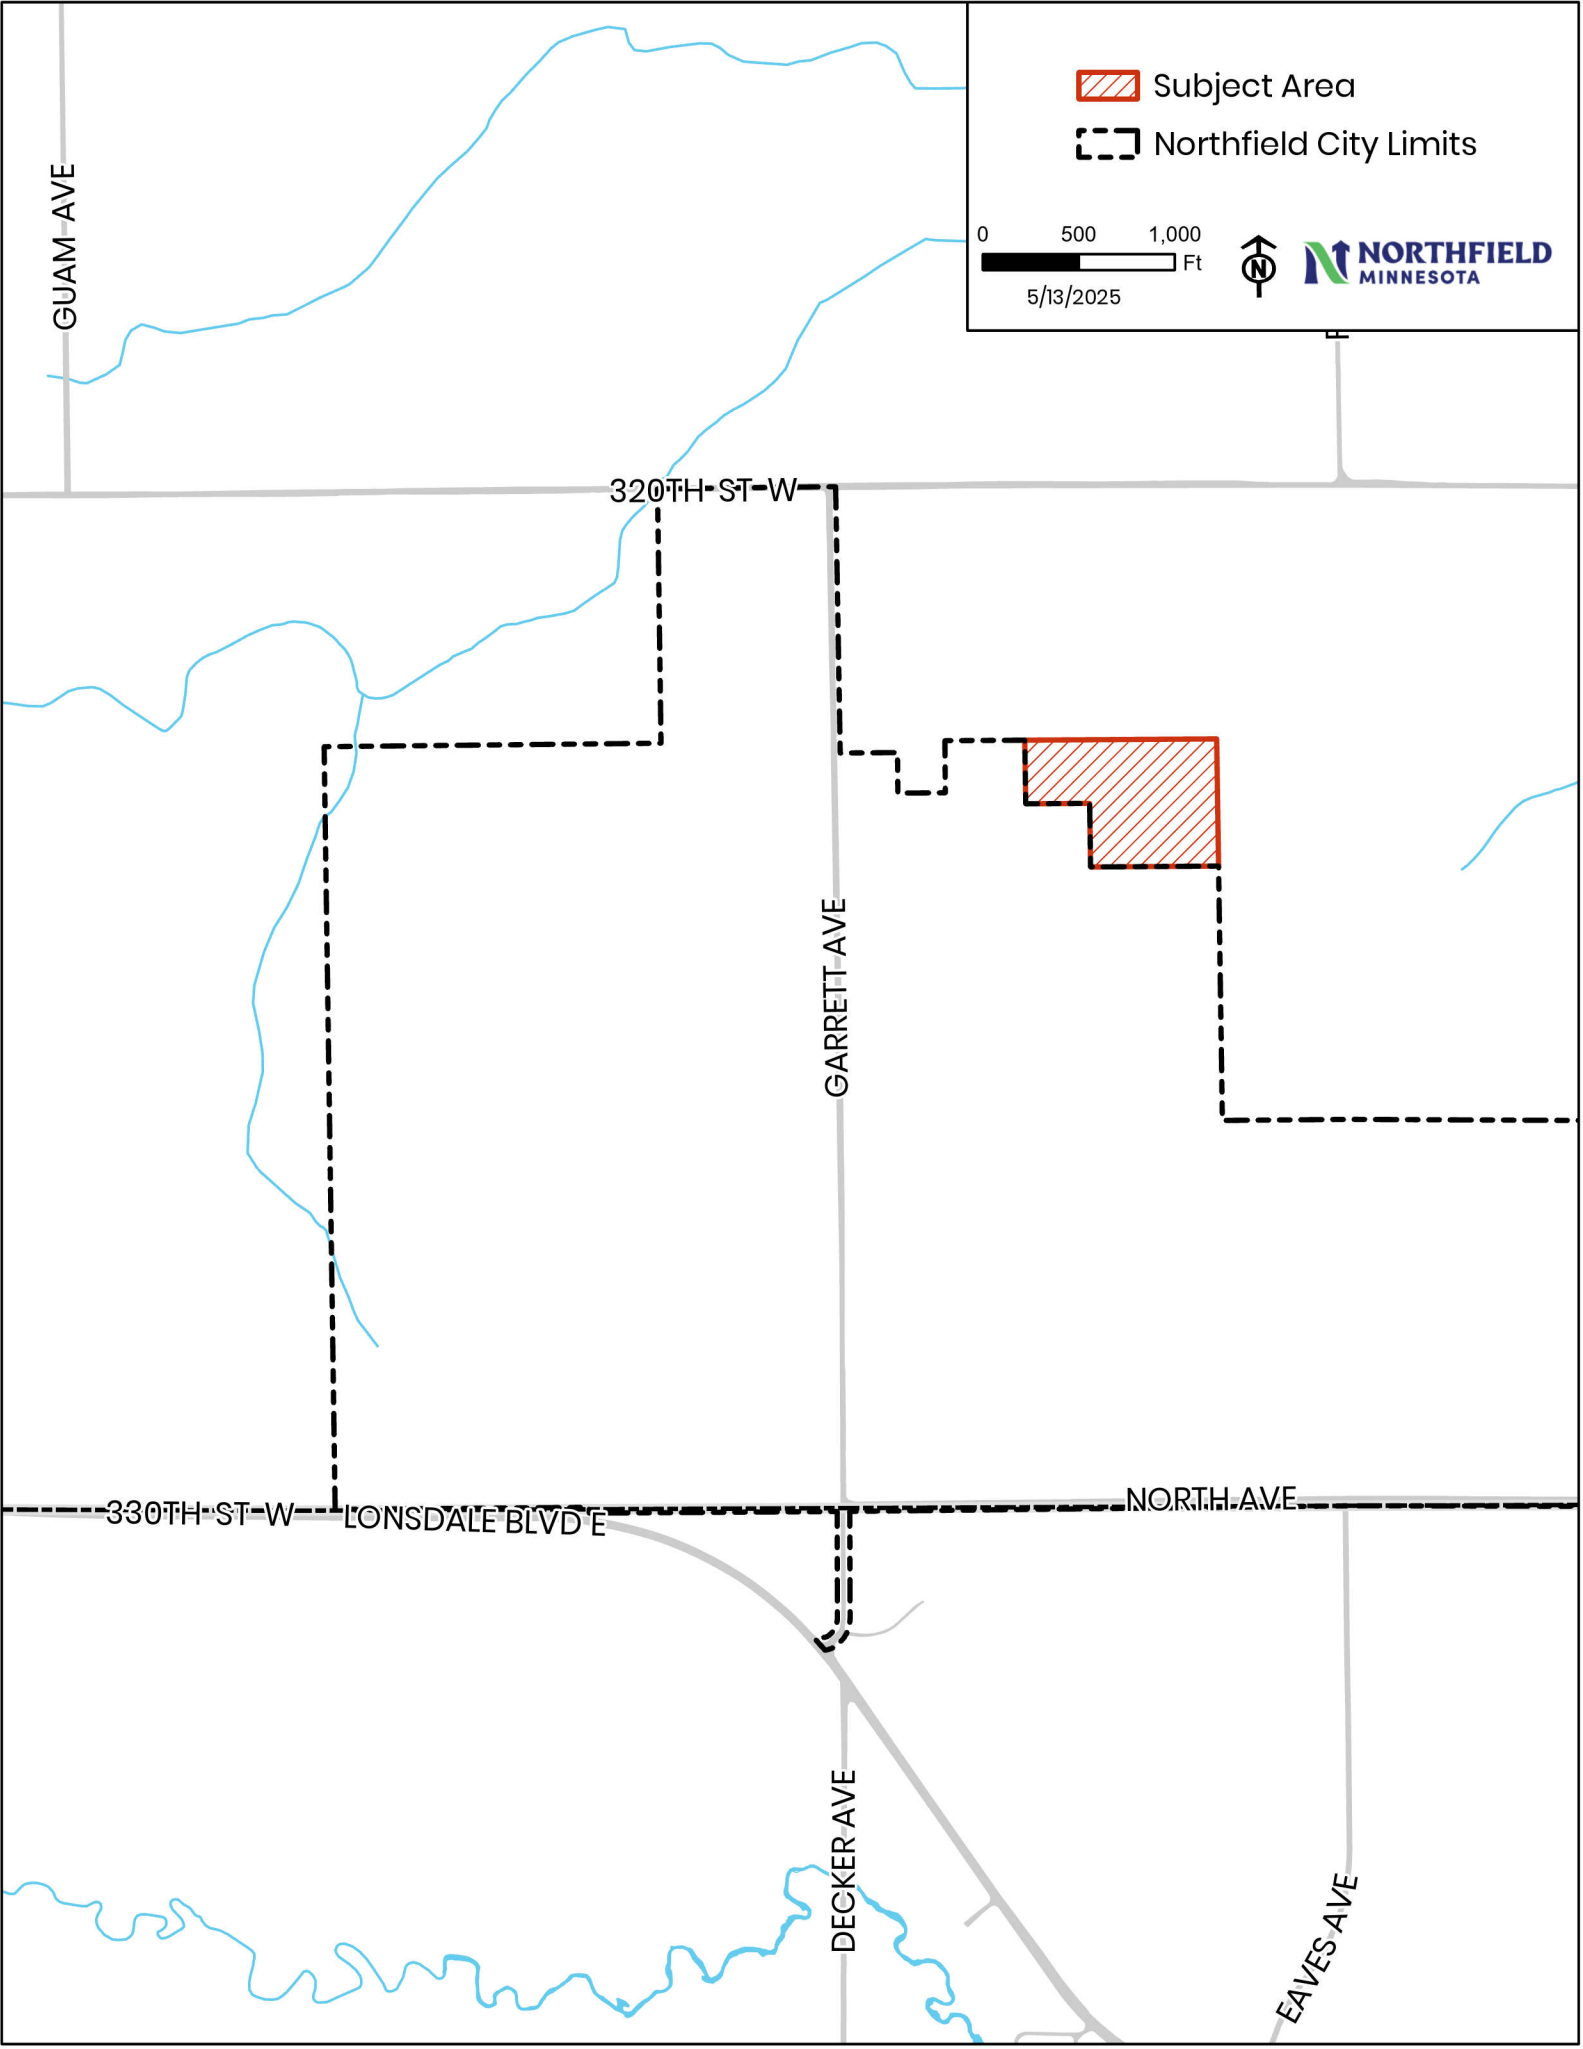 Subject Area
Northfield City Limits
0 500 1,000
Ft
5/13/2025
N
NORTHFIELD
MINNESOTA
GUAM AVE
320TH ST W
GARRETT AVE
330TH ST W
LONSDALE BLVD E
NORTH AVE
DECKER AVE
EAVES AVE